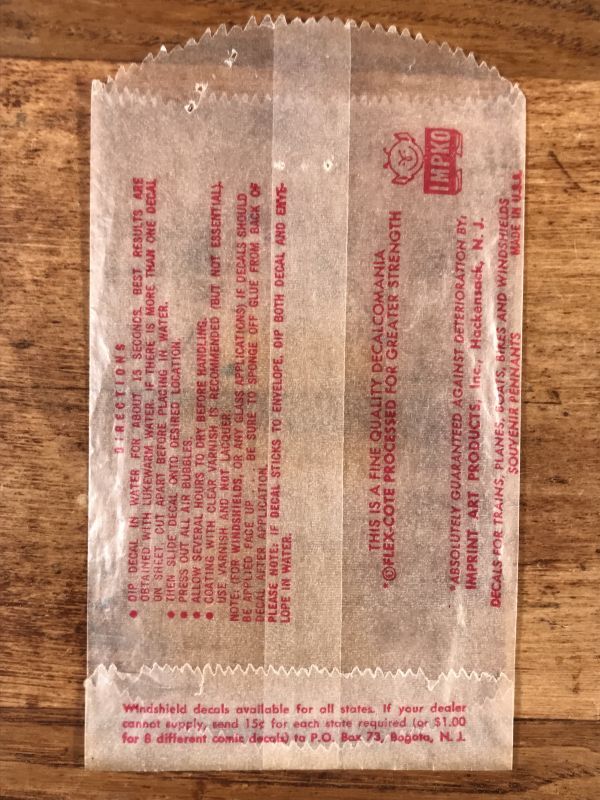 DIRECTIONS
• DIP DECAL IN WATER FOR ABOUT 15 SECONDS. BEST RESULTS ARE
OBTAINED WITH LUKEWARM WATER. IF THERE IS MORE THAN ONE DECAL
ON SHEET, CUT APART BEFORE PLACING IN WATER.
• THEN SLIDE DECAL ONTO DESIRED LOCATION.
• PRESS OUT ALL AIR BUBBLES.
• ALLOW SEVERAL HOURS TO DRY BEFORE HANDLING.
• COATING WITH CLEAR VARNISH IS RECOMMENDED (BUT NOT ESSENTIAL).
USE VARNISH AND NOT LACQUER.
NOTE: (FOR WINDSHIELDS, OR ANY GLASS APPLICATIONS) IF DECALS SHOULD
BE APPLIED FACE UP ... BE SURE TO SPONGE OFF GLUE FROM BACK OF
DECAL AFTER APPLICATION.
PLEASE NOTE: IF DECAL STICKS TO ENVELOPE, DIP BOTH DECAL AND ENVE-
LOPE IN WATER.
IMPKO
THIS IS A FINE QUALITY DECALCOMANIA
*©FLEX-COTE PROCESSED FOR GREATER STRENGTH
*ABSOLUTELY GUARANTEED AGAINST DETERIORATION BY:
IMPRINT ART PRODUCTS, Inc., Hackensack, N. J.
DECALS FOR TRAINS, PLANES, BOATS, BIKES AND WINDSHIELDS
SOUVENIR PENNANTS MADE IN U.S.A.
Windshield decals available for all states. If your dealer
cannot supply, send 15¢ for each state required (or $1.00
for 8 different comic decals) to P.O. Box 73, Bogota, N. J.